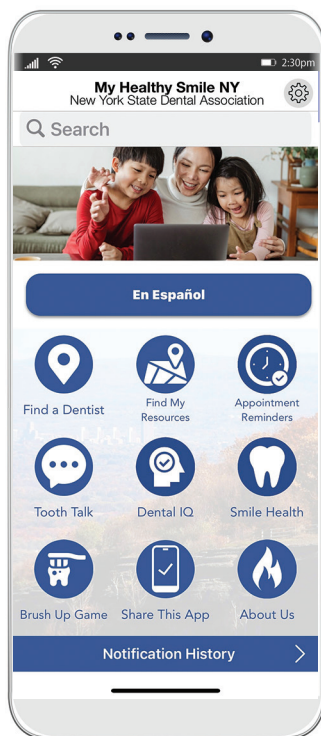 2:30pm
My Healthy Smile NY
New York State Dental Association
Search
En Español
Find a Dentist
Find My
Resources
Appointment
Reminders
Tooth Talk
Dental IQ
Smile Health
Brush Up Game
Share This App
About Us
Notification History